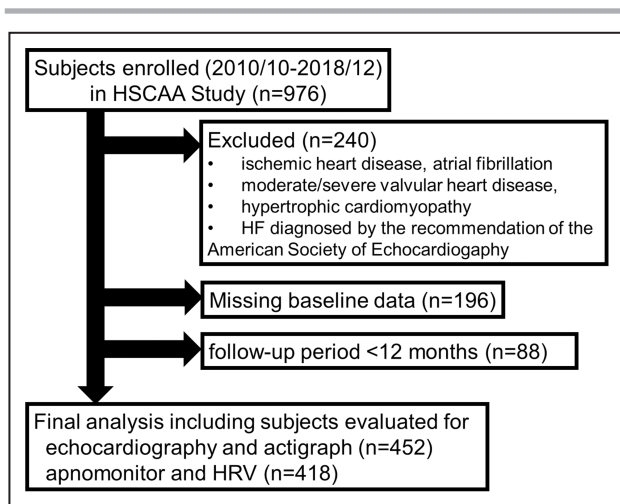 Subjects enrolled (2010/10-2018/12)
in HSCAA Study (n=976)
Excluded (n=240)
• ischemic heart disease, atrial fibrillation
• moderate/severe valvular heart disease,
• hypertrophic cardiomyopathy
• HF diagnosed by the recommendation of the
American Society of Echocardiogaphy
Missing baseline data (n=196)
follow-up period <12 months (n=88)
Final analysis including subjects evaluated for
echocardiography and actigraph (n=452)
apnomonitor and HRV (n=418)